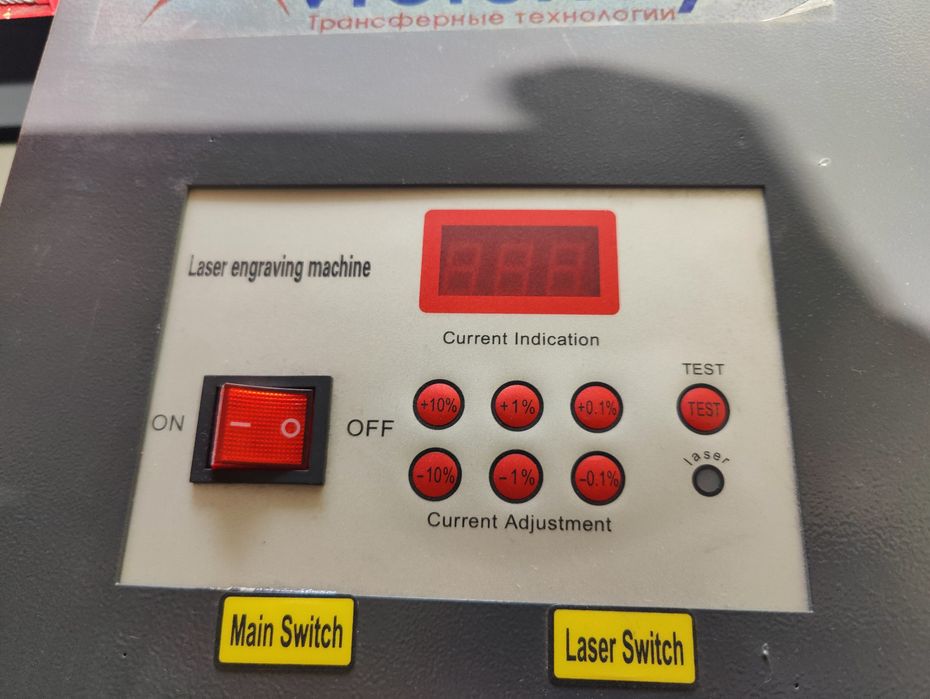 Трансферные технологии
Laser engraving machine
Current Indication
ON
OFF
+10% +1% +0.1%
-10% -1% -0.1%
Current Adjustment
TEST
TEST
laser
Main Switch
Laser Switch